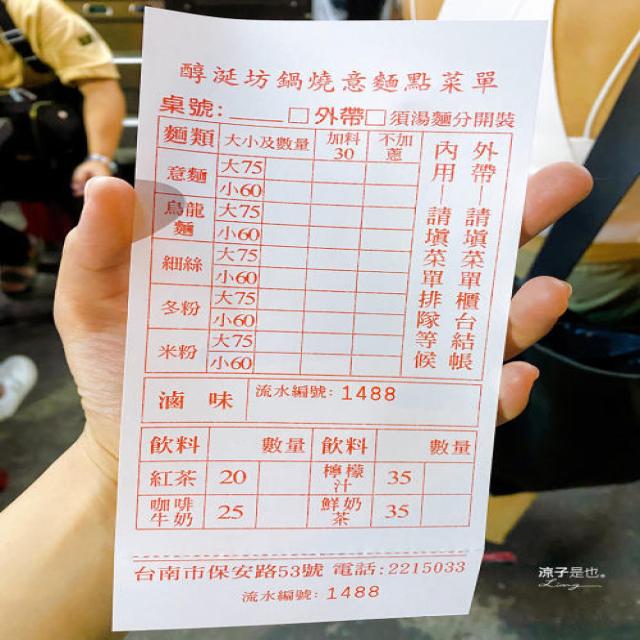 醇涎坊鍋燒意麵點菜單
桌號: ____ □外帶□ 須湯麵分開裝
麵類 大小及數量 加料30 不加蔥
意麵 大75
小60
烏龍麵 大75
小60
細絲 大75
小60
冬粉 大75
小60
米粉 大75
小60
外帶—請填菜單櫃台結帳
內用—請填菜單排隊等候
滷味 流水編號: 1488
飲料 數量 飲料 數量
紅茶 20 檸檬汁 35
咖啡牛奶 25 鮮奶茶 35
台南市保安路53號 電話:2215033
流水編號: 1488
涼子是也。
Liang